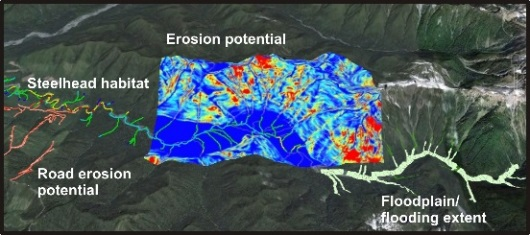 Erosion potential
Steelhead habitat
Road erosion
potential
Floodplain/
flooding extent